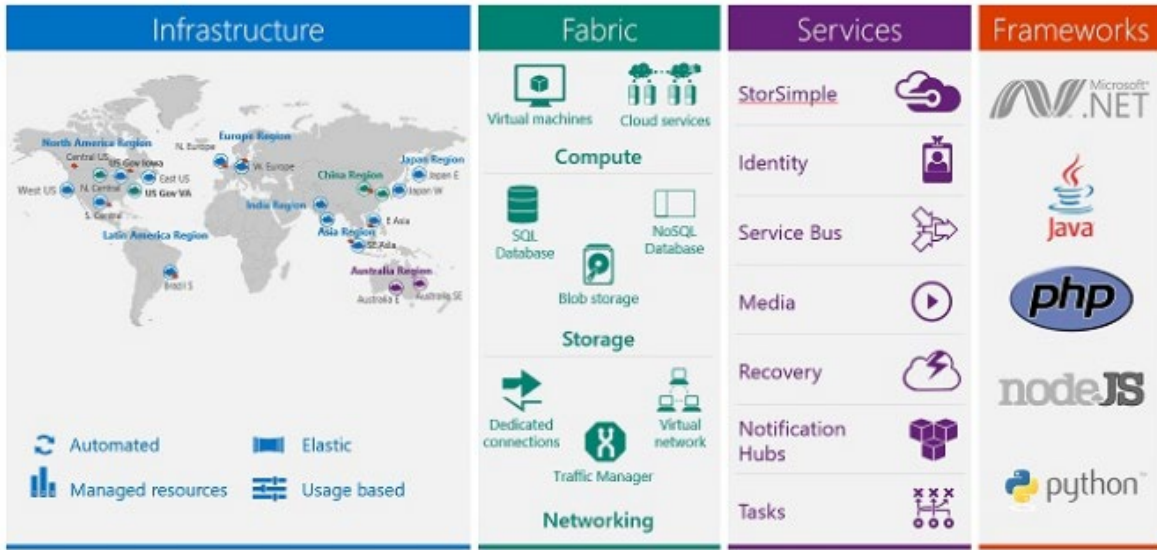 Infrastructure
North America Region
Central US
US Gov Iowa
East US
West US
N. Central
US Gov VA
S. Central
Latin America Region
Brazil S
Europe Region
N. Europe
W. Europe
Japan Region
Japan E
China Region
Japan W
India Region
E Asia
Asia Region
SE Asia
Australia Region
Australia E
Australia SE
Automated
Elastic
Managed resources
Usage based
Fabric
Virtual machines
Cloud services
Compute
SQL
Database
NoSQL
Database
Blob storage
Storage
Dedicated
connections
Virtual
network
Traffic Manager
Networking
Services
StorSimple
Identity
Service Bus
Media
Recovery
Notification
Hubs
Tasks
Frameworks
Microsoft
.NET
Java
php
nodeJS
python